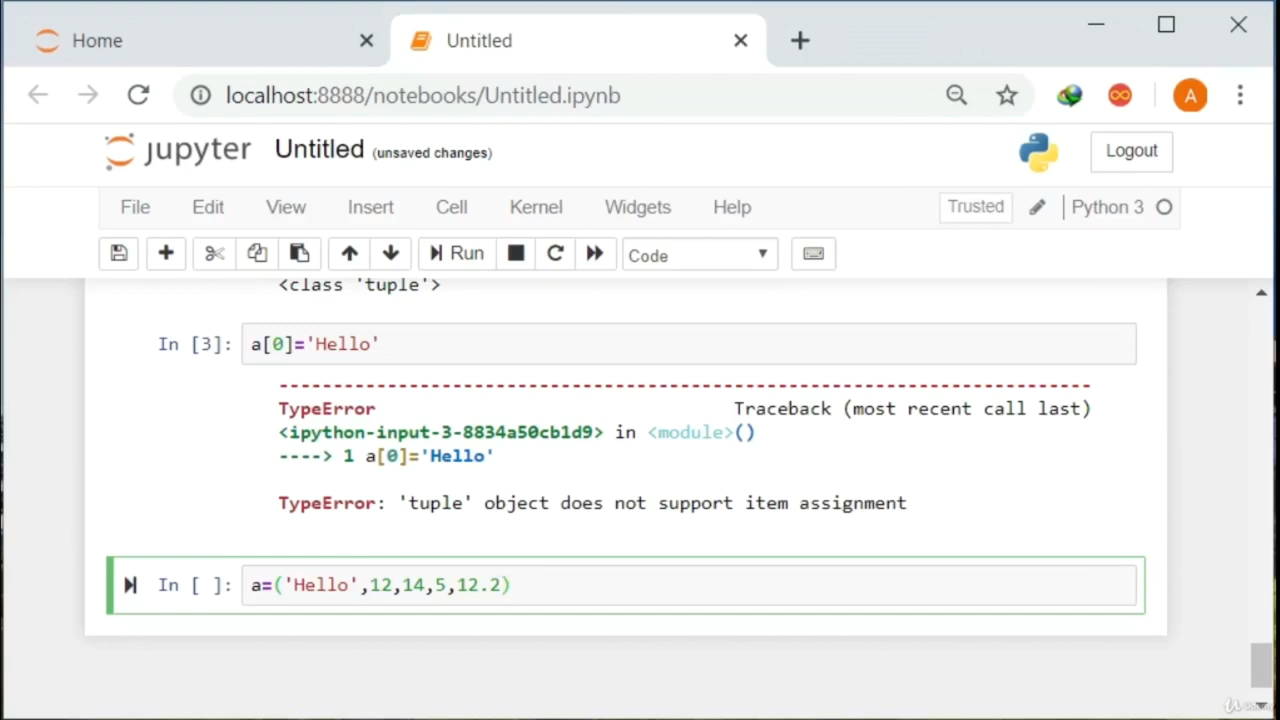 Home
Untitled
localhost:8888/notebooks/Untitled.ipynb
A
jupyter Untitled (unsaved changes)
Logout
File Edit View Insert Cell Kernel Widgets Help
Trusted Python 3
Run Code
<class 'tuple'>
In [3]: a[0]='Hello'
---------------------------------------------------------------------------
TypeError Traceback (most recent call last)
<ipython-input-3-8834a50cb1d9> in <module>()
----> 1 a[0]='Hello'
TypeError: 'tuple' object does not support item assignment
In [ ]: a=('Hello',12,14,5,12.2)